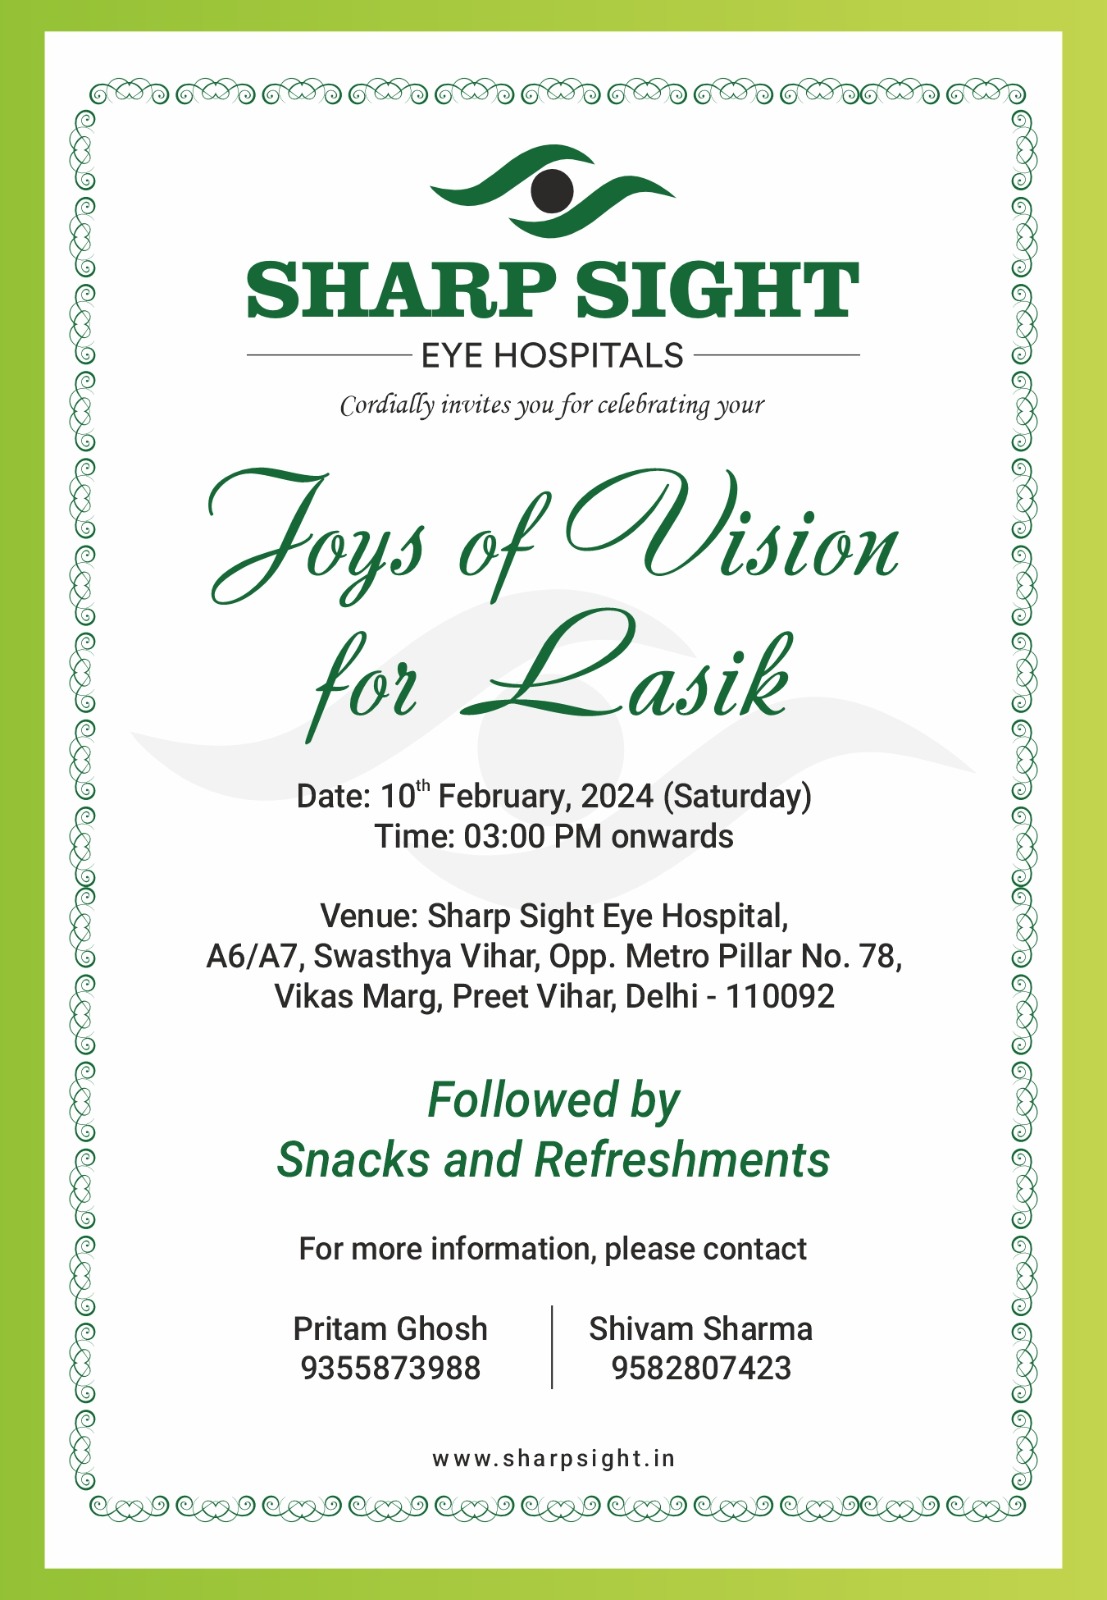 SHARP SIGHT
EYE HOSPITALS
Cordially invites you for celebrating your
Joys of Vision
for Lasik
Date: 10th February, 2024 (Saturday)
Time: 03:00 PM onwards
Venue: Sharp Sight Eye Hospital,
A6/A7, Swasthya Vihar, Opp. Metro Pillar No. 78,
Vikas Marg, Preet Vihar, Delhi - 110092
Followed by
Snacks and Refreshments
For more information, please contact
Pritam Ghosh
9355873988
Shivam Sharma
9582807423
www.sharpsight.in